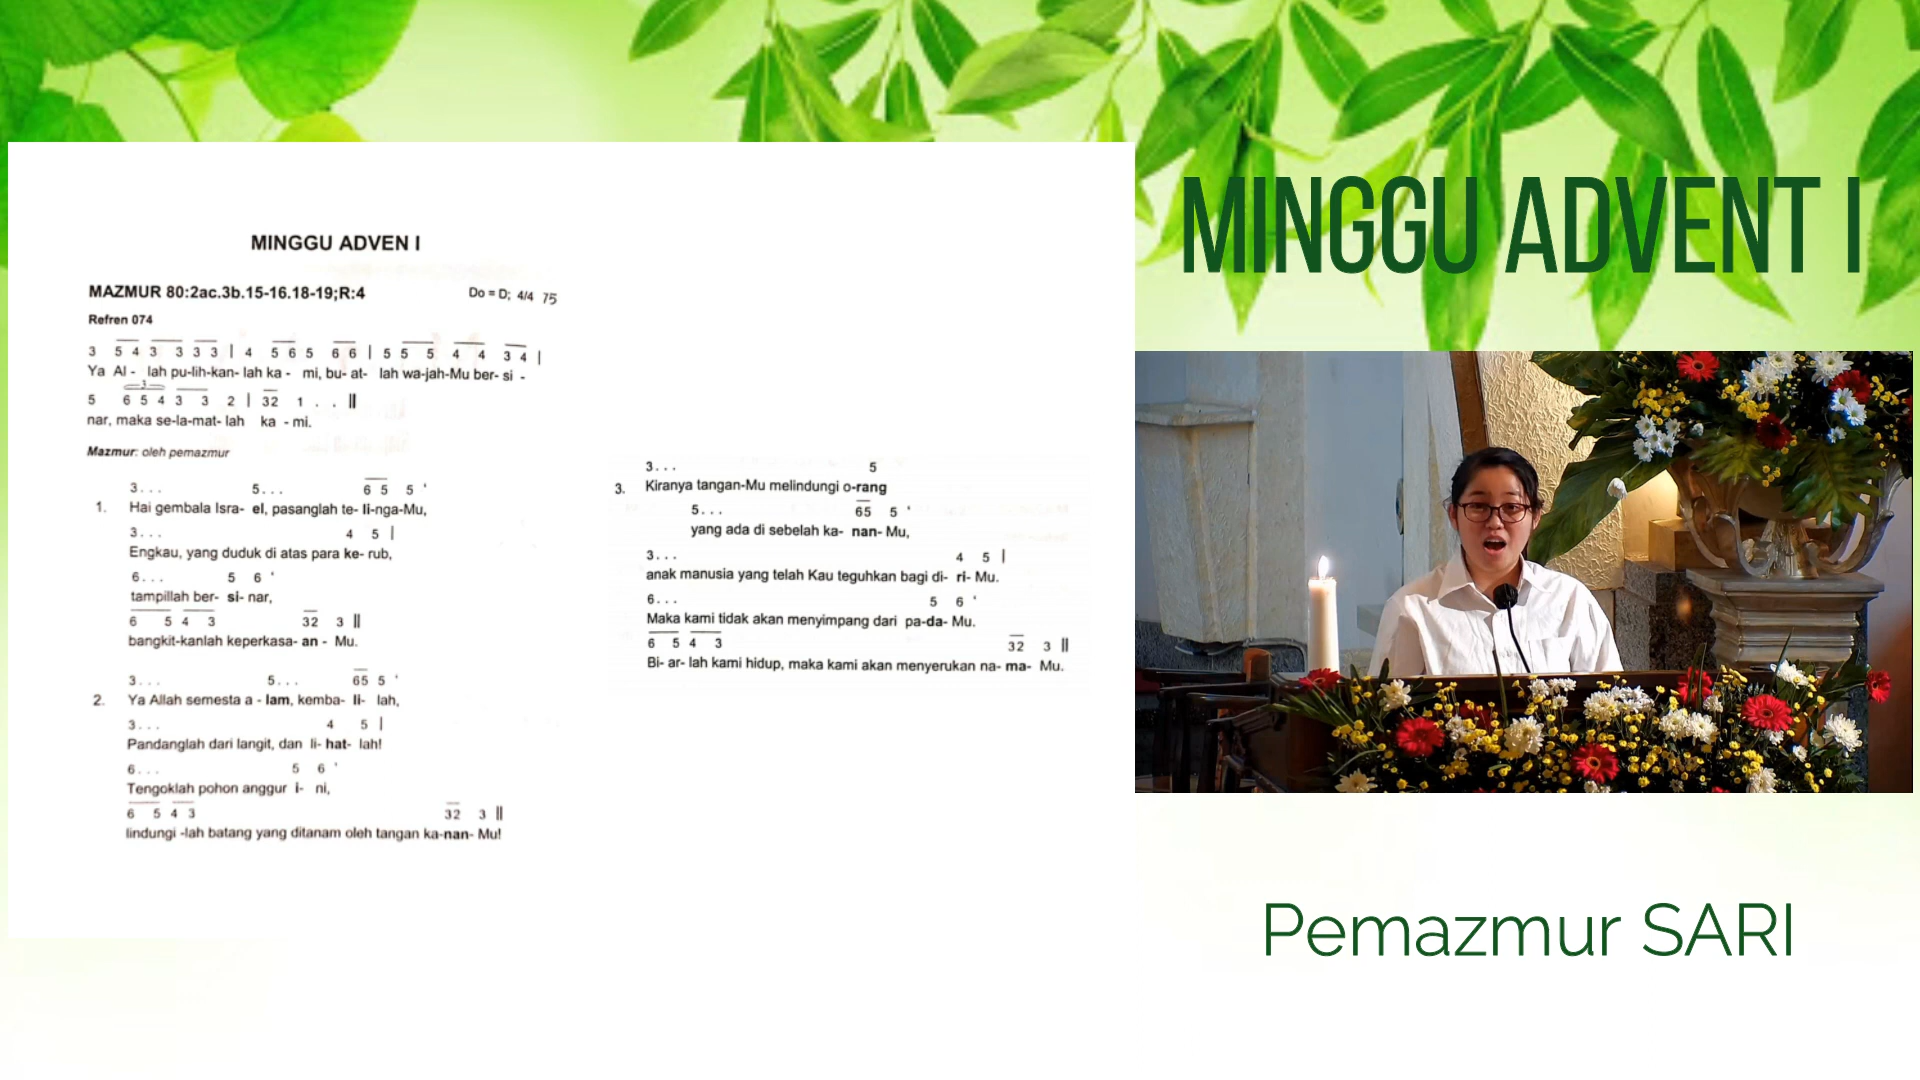 MINGGU ADVENT I
MINGGU ADVEN I
MAZMUR 80:2ac.3b.15-16.18-19;R:4
Do = D; 4/4 75
Refren 074
3 5 4 3 3 3 3 | 4 5 6 5 6 6 | 5 5 5 4 4 3 4 |
Ya Al - lah pu-lih-kan- lah ka - mi, bu- at- lah wa-jah-Mu ber- si -
3
5 6 5 4 3 3 2 | 32 1 . . ||
nar, maka se-la-mat- lah ka - mi.
Mazmur: oleh pemazmur
3 . . . 5 . . . 6 5 5 '
1. Hai gembala Isra- el, pasanglah te- li-nga-Mu,
3 . . . 4 5 |
Engkau, yang duduk di atas para ke- rub,
6 . . . 5 6 '
tampillah ber- si- nar,
6 5 4 3 32 3 ||
bangkit-kanlah keperkasa- an - Mu.
3 . . . 5 . . . 65 5 '
2. Ya Allah semesta a - lam, kemba- li- lah,
3 . . . 4 5 |
Pandanglah dari langit, dan li- hat- lah!
6 . . . 5 6 '
Tengoklah pohon anggur i- ni,
6 5 4 3 32 3 ||
lindungi -lah batang yang ditanam oleh tangan ka-nan- Mu!
3 . . . 5
3. Kiranya tangan-Mu melindungi o-rang
5 . . . 65 5 '
yang ada di sebelah ka- nan- Mu,
3 . . . 4 5 |
anak manusia yang telah Kau teguhkan bagi di- ri- Mu.
6 . . . 5 6 '
Maka kami tidak akan menyimpang dari pa-da- Mu.
6 5 4 3 32 3 ||
Bi- ar- lah kami hidup, maka kami akan menyerukan na- ma- Mu.
Pemazmur SARI